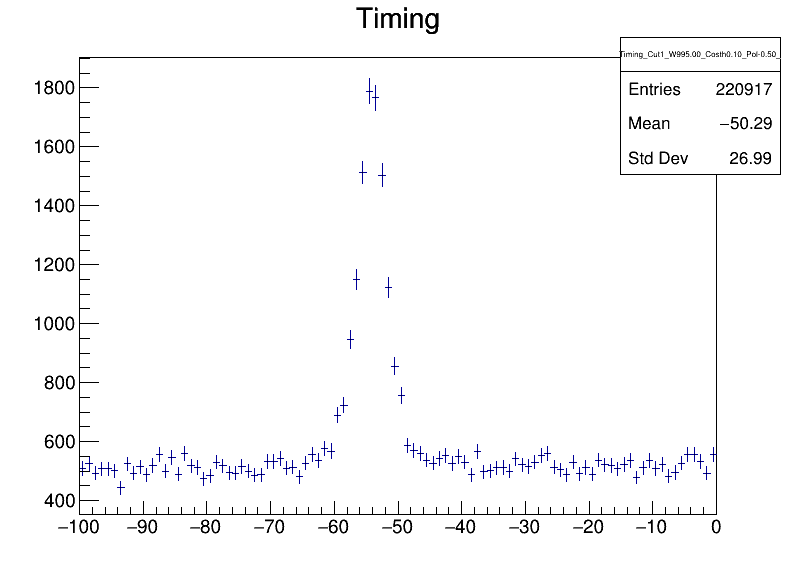 Timing
Timing_Cut1_W995.00_Costh0.10_Pol-0.50_
Entries 220917
Mean −50.29
Std Dev 26.99
1800
1600
1400
1200
1000
800
600
400
−100 −90 −80 −70 −60 −50 −40 −30 −20 −10 0